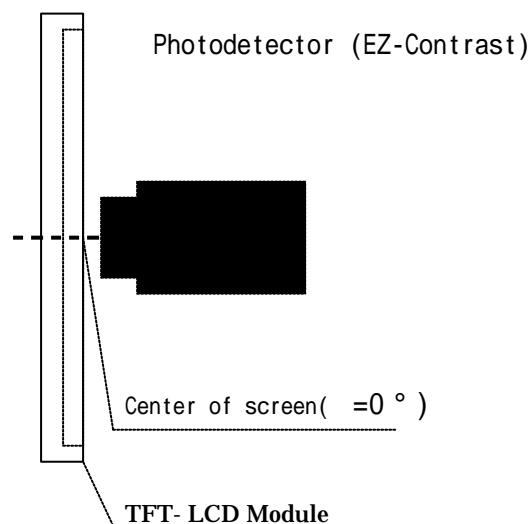 Photodetector (EZ-Contrast)
Center of screen( =0 ° )
TFT- LCD Module